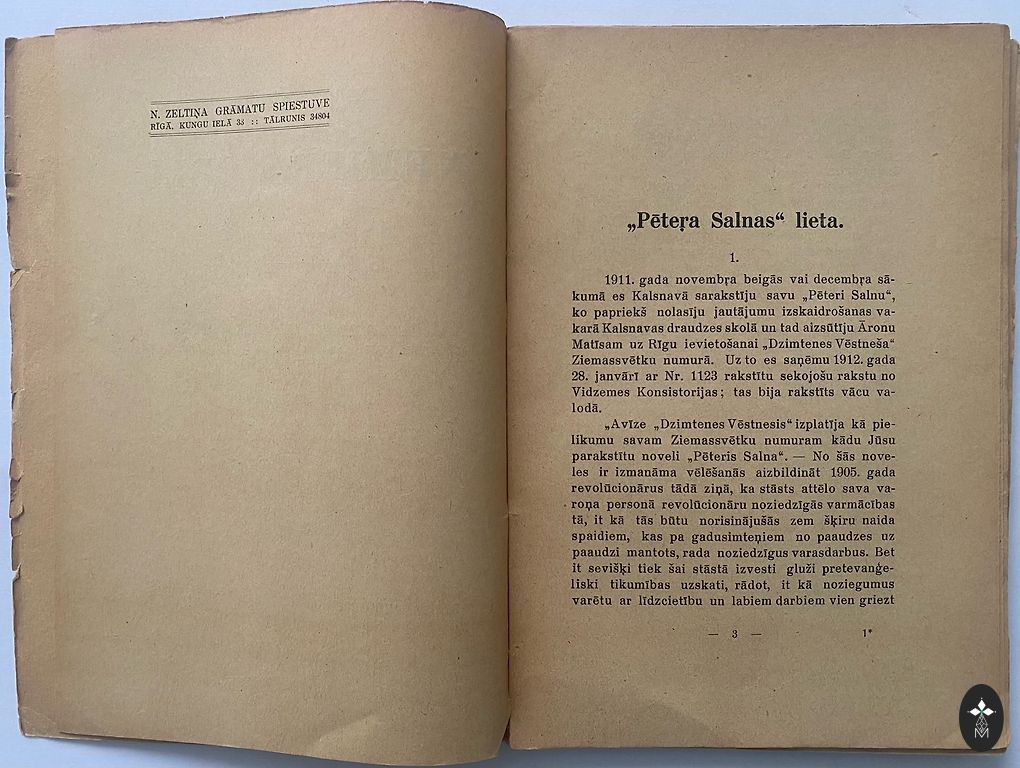 N. ZELTIŅA GRĀMATU SPIESTUVE
RĪGĀ, KUNGU IELĀ 33 :: TĀLRUNIS 34804
„Pēteŗa Salnas“ lieta.
1.
1911. gada novembŗa beigās vai decembŗa sā-
kumā es Kalsnavā sarakstīju savu „Pēteri Salnu“,
ko papriekš nolasīju jautājumu izskaidrošanas va-
karā Kalsnavas draudzes skolā un tad aizsūtīju Āronu
Matīsam uz Rīgu ievietošanai „Dzimtenes Vēstneša“
Ziemassvētku numurā. Uz to es saņēmu 1912. gada
28. janvārī ar Nr. 1123 rakstītu sekojošu rakstu no
Vidzemes Konsistorijas; tas bija rakstīts vācu va-
lodā.
„Avīze „Dzimtenes Vēstnesis“ izplatīja kā pie-
likumu savam Ziemassvētku numuram kādu Jūsu
parakstītu noveli „Pēteris Salna“. — No šās nove-
les ir izmanāma vēlēšanās aizbildināt 1905. gada
revolūcionārus tādā ziņā, ka stāsts attēlo sava va-
roņa personā revolūcionāru noziedzīgās varmācības
tā, it kā tās būtu norisinājušās zem šķiru naida
spaidiem, kas pa gadusimteņiem no paaudzes uz
paaudzi mantots, rada noziedzīgus varasdarbus. Bet
it sevišķi tiek šai stāstā izvesti gluži pretevaņģe-
liski tikumības uzskati, rādot, it kā noziegumus
varētu ar līdzcietību un labiem darbiem vien griezt
— 3 —
1*
M